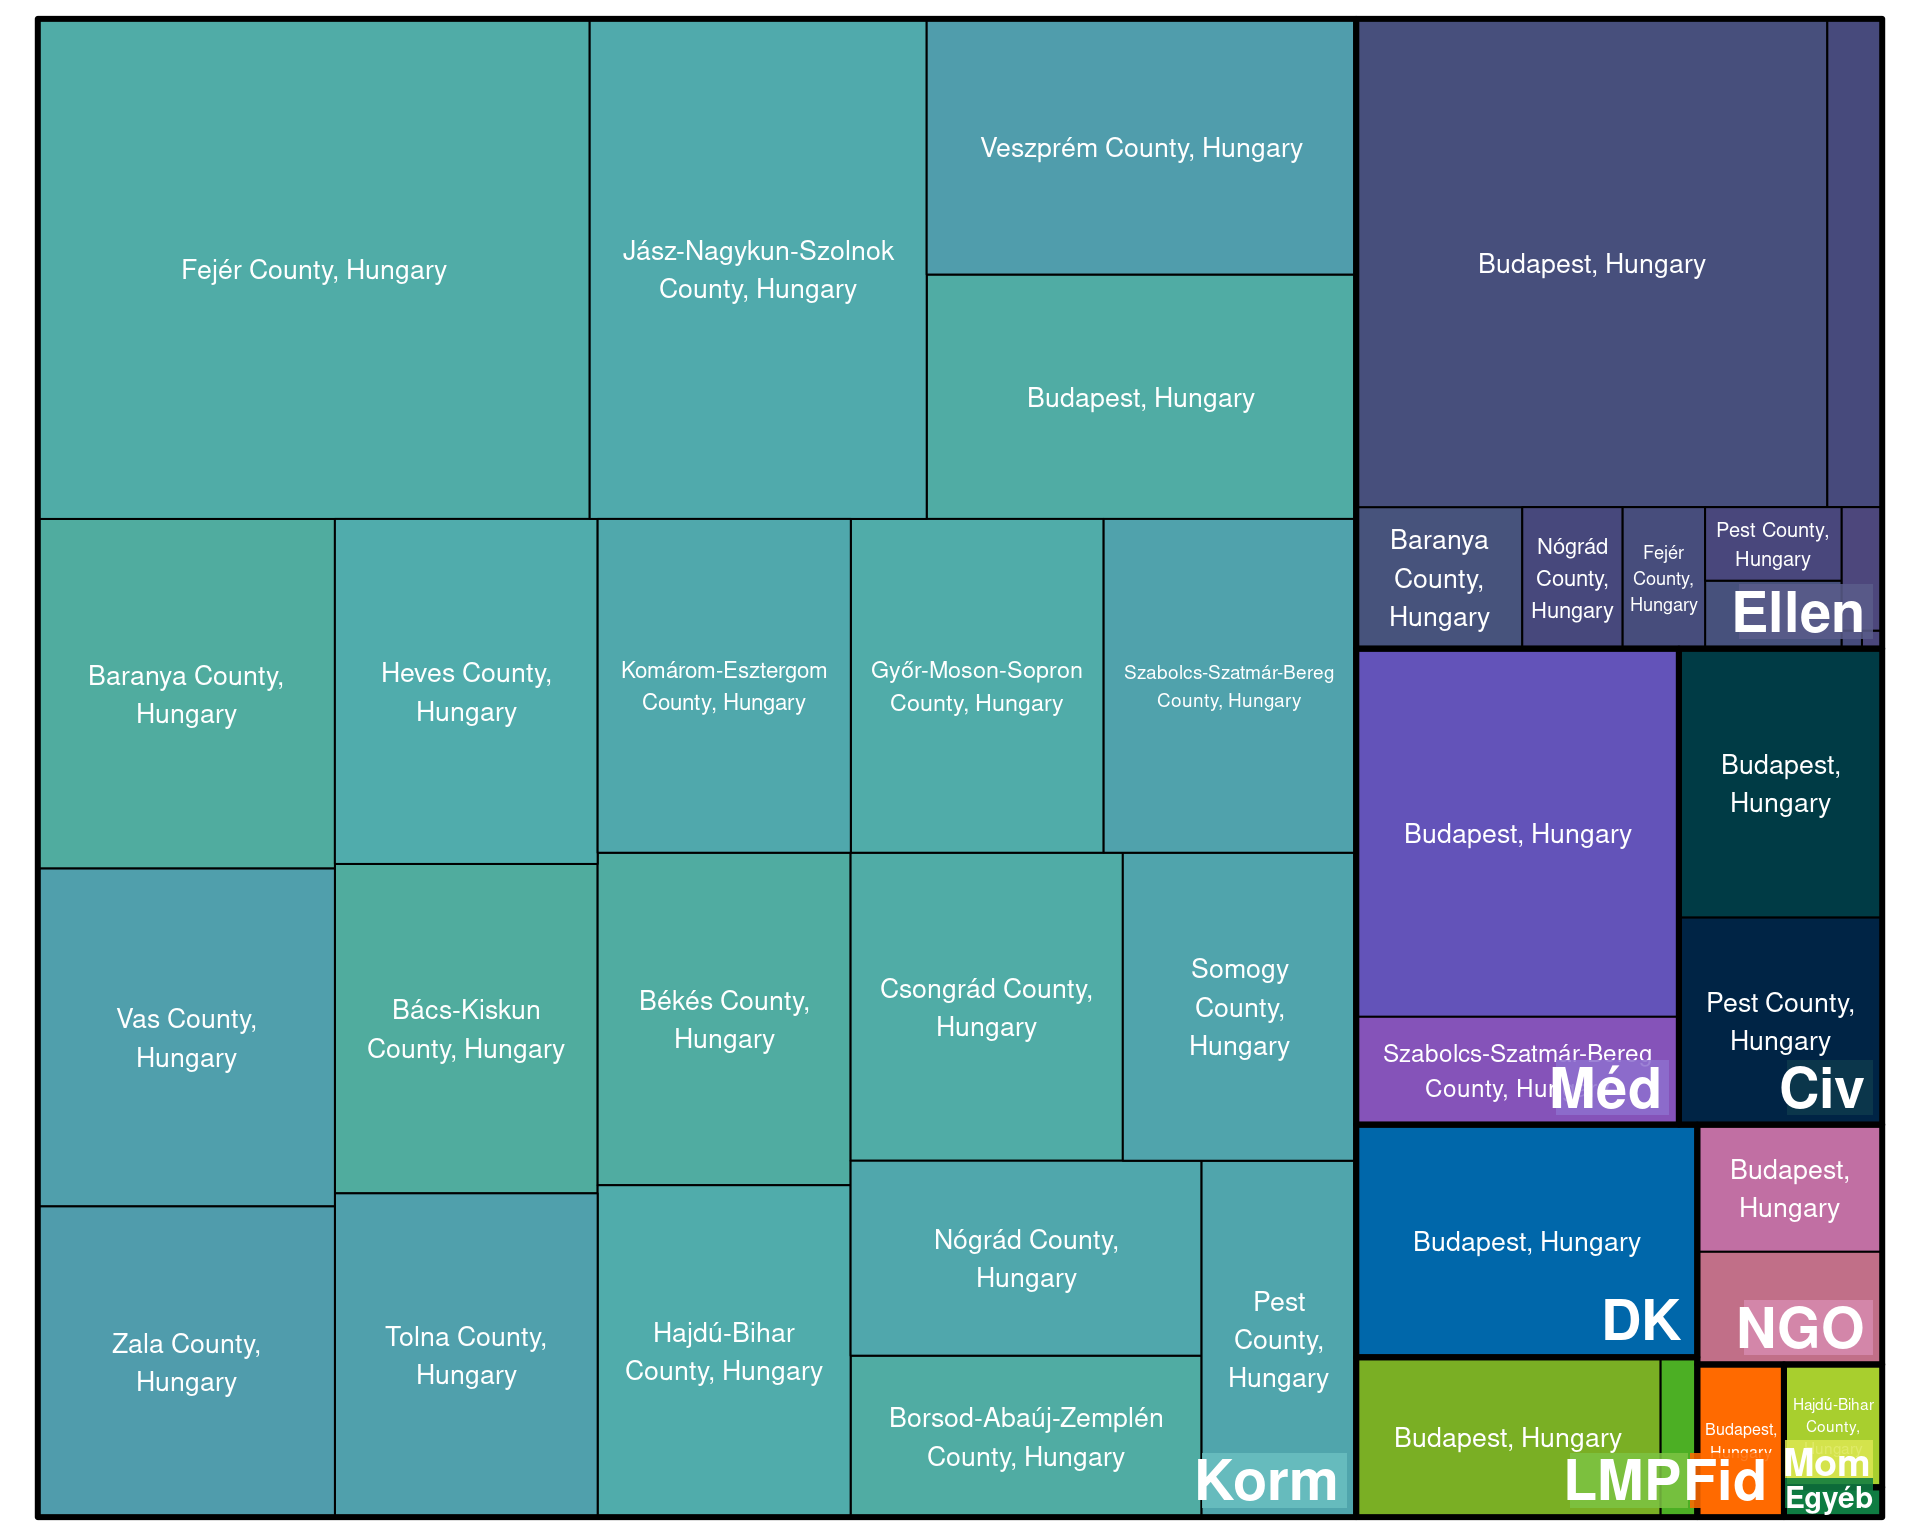 Fejér County, Hungary
Jász-Nagykun-Szolnok
County, Hungary
Veszprém County, Hungary
Budapest, Hungary
Baranya County,
Hungary
Heves County,
Hungary
Komárom-Esztergom
County, Hungary
Győr-Moson-Sopron
County, Hungary
Szabolcs-Szatmár-Bereg
County, Hungary
Vas County,
Hungary
Bács-Kiskun
County, Hungary
Békés County,
Hungary
Csongrád County,
Hungary
Somogy
County,
Hungary
Zala County,
Hungary
Tolna County,
Hungary
Hajdú-Bihar
County, Hungary
Nógrád County,
Hungary
Borsod-Abaúj-Zemplén
County, Hungary
Pest
County,
Hungary
Korm
Budapest, Hungary
Baranya
County,
Hungary
Nógrád
County,
Hungary
Fejér
County,
Hungary
Pest County,
Hungary
Ellen
Budapest, Hungary
Szabolcs-Szatmár-Bereg
County,
Méd
Budapest,
Hungary
Pest County,
Hungary
Civ
Budapest, Hungary
DK
Budapest,
Hungary
NGO
Budapest, Hungary
LMP
Budapest,
Hungary
Fid
Hajdú-Bihar
County,
Mom
Egyéb